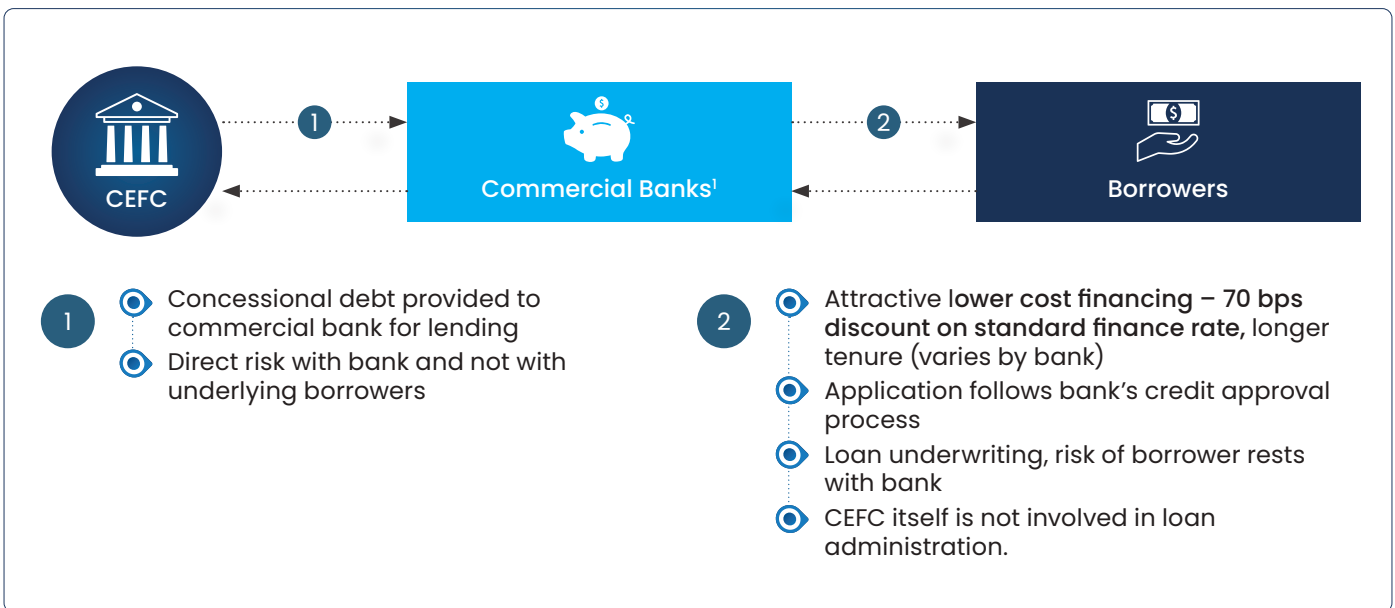 1
2
CEFC
Commercial Banks¹
Borrowers
1
Concessional debt provided to
commercial bank for lending
Direct risk with bank and not with
underlying borrowers
2
Attractive lower cost financing – 70 bps
discount on standard finance rate, longer
tenure (varies by bank)
Application follows bank's credit approval
process
Loan underwriting, risk of borrower rests
with bank
CEFC itself is not involved in loan
administration.